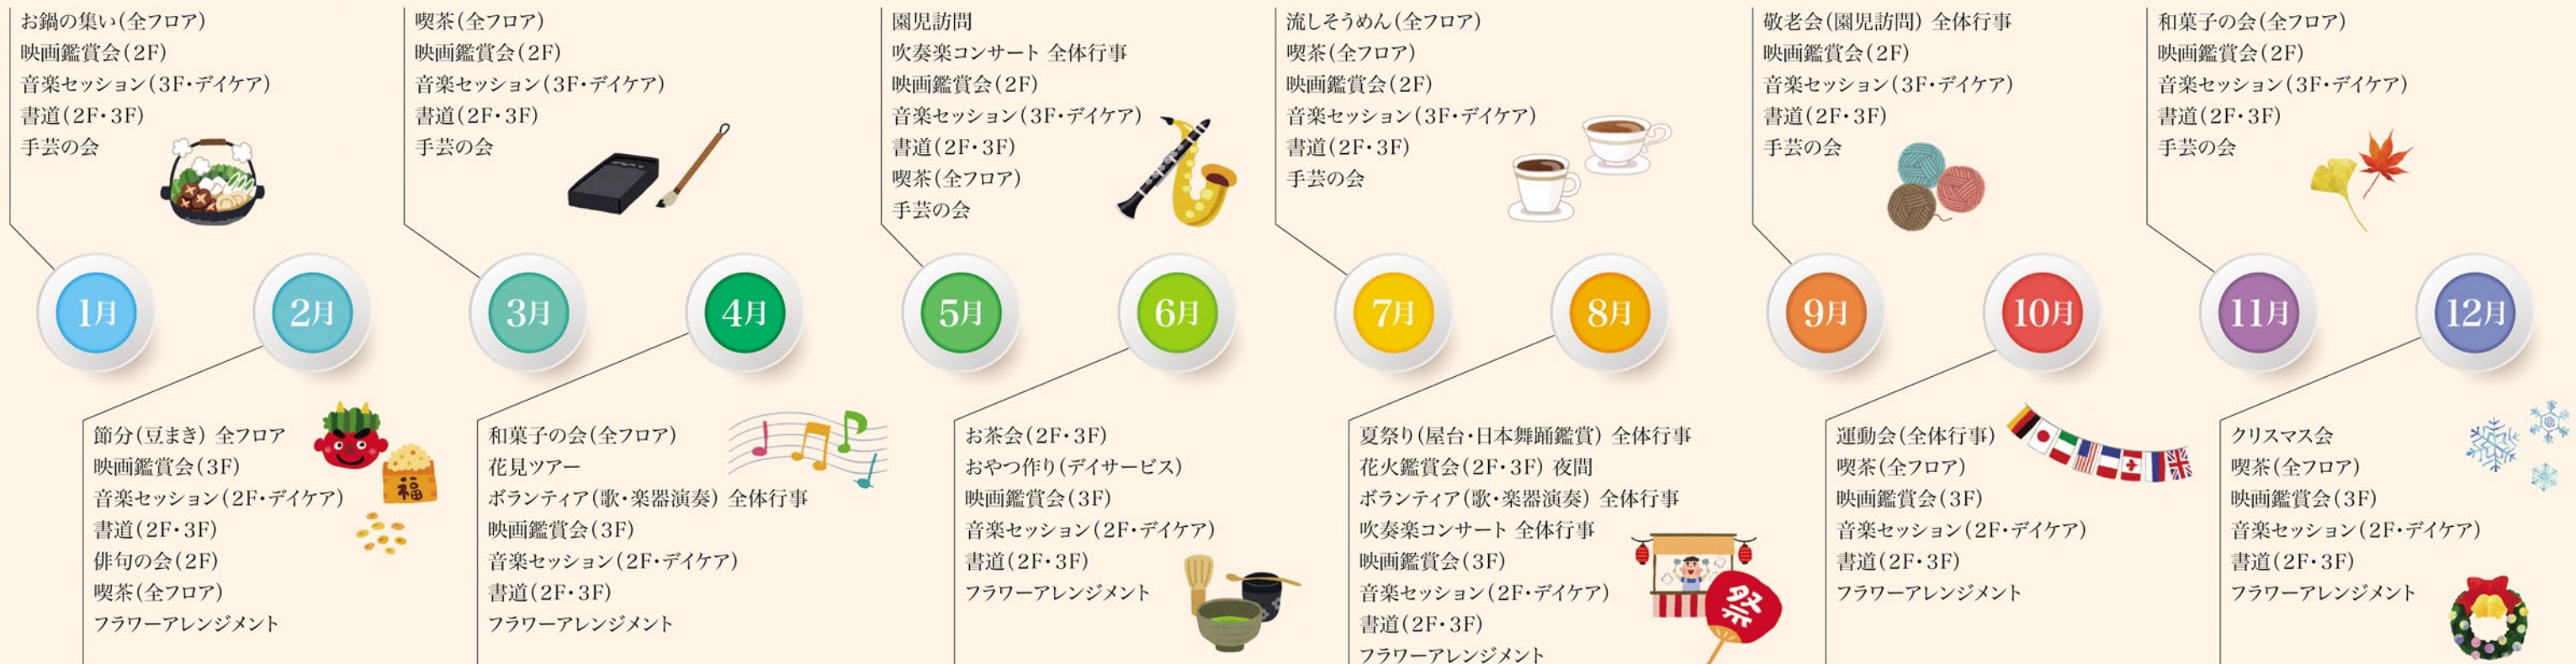 お鍋の集い(全フロア)
映画鑑賞会(2F)
音楽セッション(3F・デイケア)
書道(2F・3F)
手芸の会
喫茶(全フロア)
映画鑑賞会(2F)
音楽セッション(3F・デイケア)
書道(2F・3F)
手芸の会
園児訪問
吹奏楽コンサート 全体行事
映画鑑賞会(2F)
音楽セッション(3F・デイケア)
書道(2F・3F)
喫茶(全フロア)
手芸の会
流しそうめん(全フロア)
喫茶(全フロア)
映画鑑賞会(2F)
音楽セッション(3F・デイケア)
書道(2F・3F)
手芸の会
敬老会(園児訪問) 全体行事
映画鑑賞会(2F)
音楽セッション(3F・デイケア)
書道(2F・3F)
手芸の会
和菓子の会(全フロア)
映画鑑賞会(2F)
音楽セッション(3F・デイケア)
書道(2F・3F)
手芸の会
1月
2月
3月
4月
5月
6月
7月
8月
9月
10月
11月
12月
節分(豆まき) 全フロア
映画鑑賞会(3F)
音楽セッション(2F・デイケア)
書道(2F・3F)
俳句の会(2F)
喫茶(全フロア)
フラワーアレンジメント
福
和菓子の会(全フロア)
花見ツアー
ボランティア(歌・楽器演奏) 全体行事
映画鑑賞会(3F)
音楽セッション(2F・デイケア)
書道(2F・3F)
フラワーアレンジメント
お茶会(2F・3F)
おやつ作り(デイサービス)
映画鑑賞会(3F)
音楽セッション(2F・デイケア)
書道(2F・3F)
フラワーアレンジメント
夏祭り(屋台・日本舞踊鑑賞) 全体行事
花火鑑賞会(2F・3F) 夜間
ボランティア(歌・楽器演奏) 全体行事
吹奏楽コンサート 全体行事
映画鑑賞会(3F)
音楽セッション(2F・デイケア)
書道(2F・3F)
フラワーアレンジメント
祭
運動会(全体行事)
喫茶(全フロア)
映画鑑賞会(3F)
音楽セッション(2F・デイケア)
書道(2F・3F)
フラワーアレンジメント
クリスマス会
喫茶(全フロア)
映画鑑賞会(3F)
音楽セッション(2F・デイケア)
書道(2F・3F)
フラワーアレンジメント